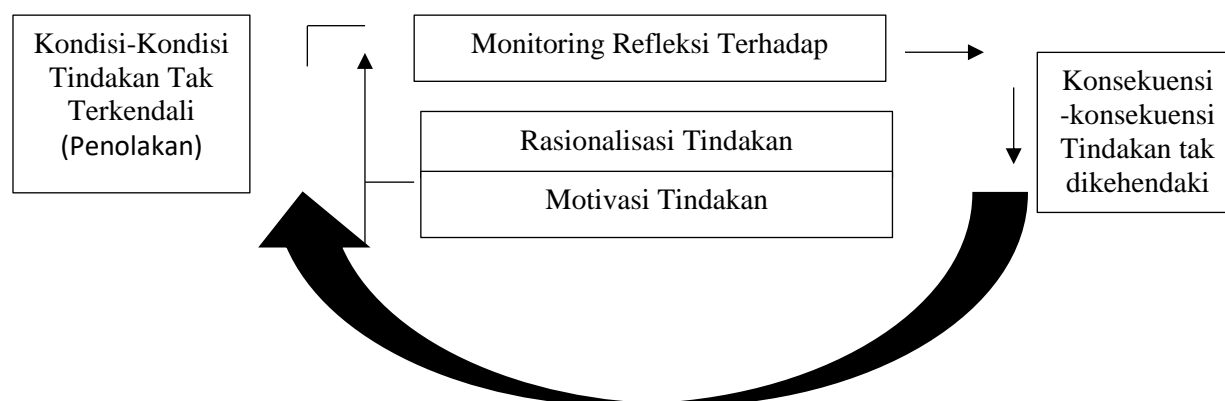 Kondisi-Kondisi
Tindakan Tak
Terkendali
(Penolakan)
Monitoring Refleksi Terhadap
Rasionalisasi Tindakan
Motivasi Tindakan
Konsekuensi
-konsekuensi
Tindakan tak
dikehendaki